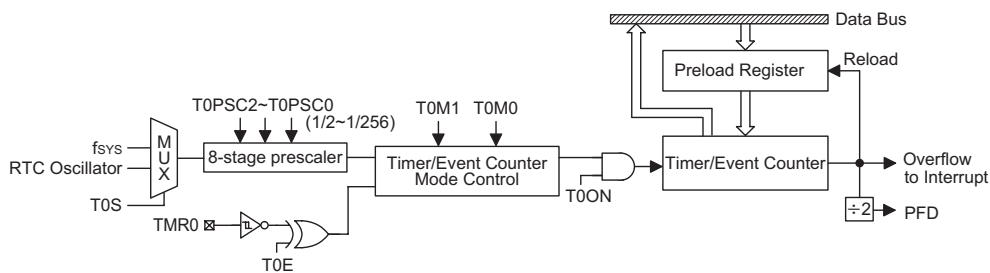 Data Bus
Preload Register
Reload
T0PSC2~T0PSC0
(1/2~1/256)
T0M1
T0M0
fSYS
RTC Oscillator
MUX
8-stage prescaler
Timer/Event Counter
Mode Control
T0ON
Timer/Event Counter
Overflow
to Interrupt
T0S
TMR0
T0E
÷2
PFD